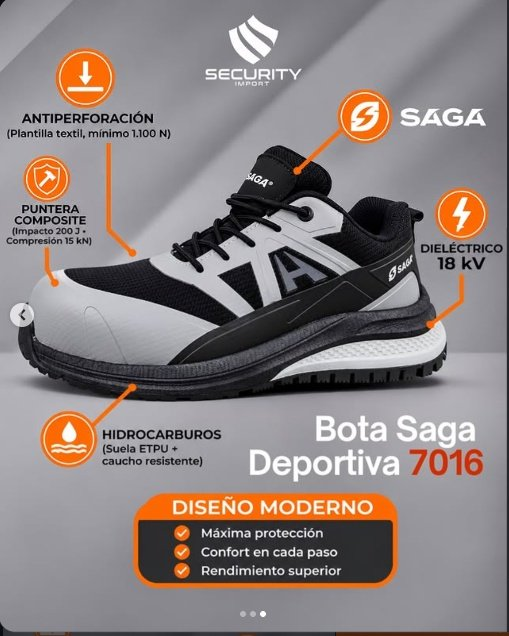 SECURITY
IMPORT
ANTIPERFORACIÓN
(Plantilla textil, mínimo 1.100 N)
SAGA
PUNTERA
COMPOSITE
(Impacto 200 J •
Compresión 15 kN)
SAGA®
DIELÉCTRICO
18 kV
SAGA
HIDROCARBUROS
(Suela ETPU +
caucho resistente)
Bota Saga
Deportiva 7016
DISEÑO MODERNO
Máxima protección
Confort en cada paso
Rendimiento superior